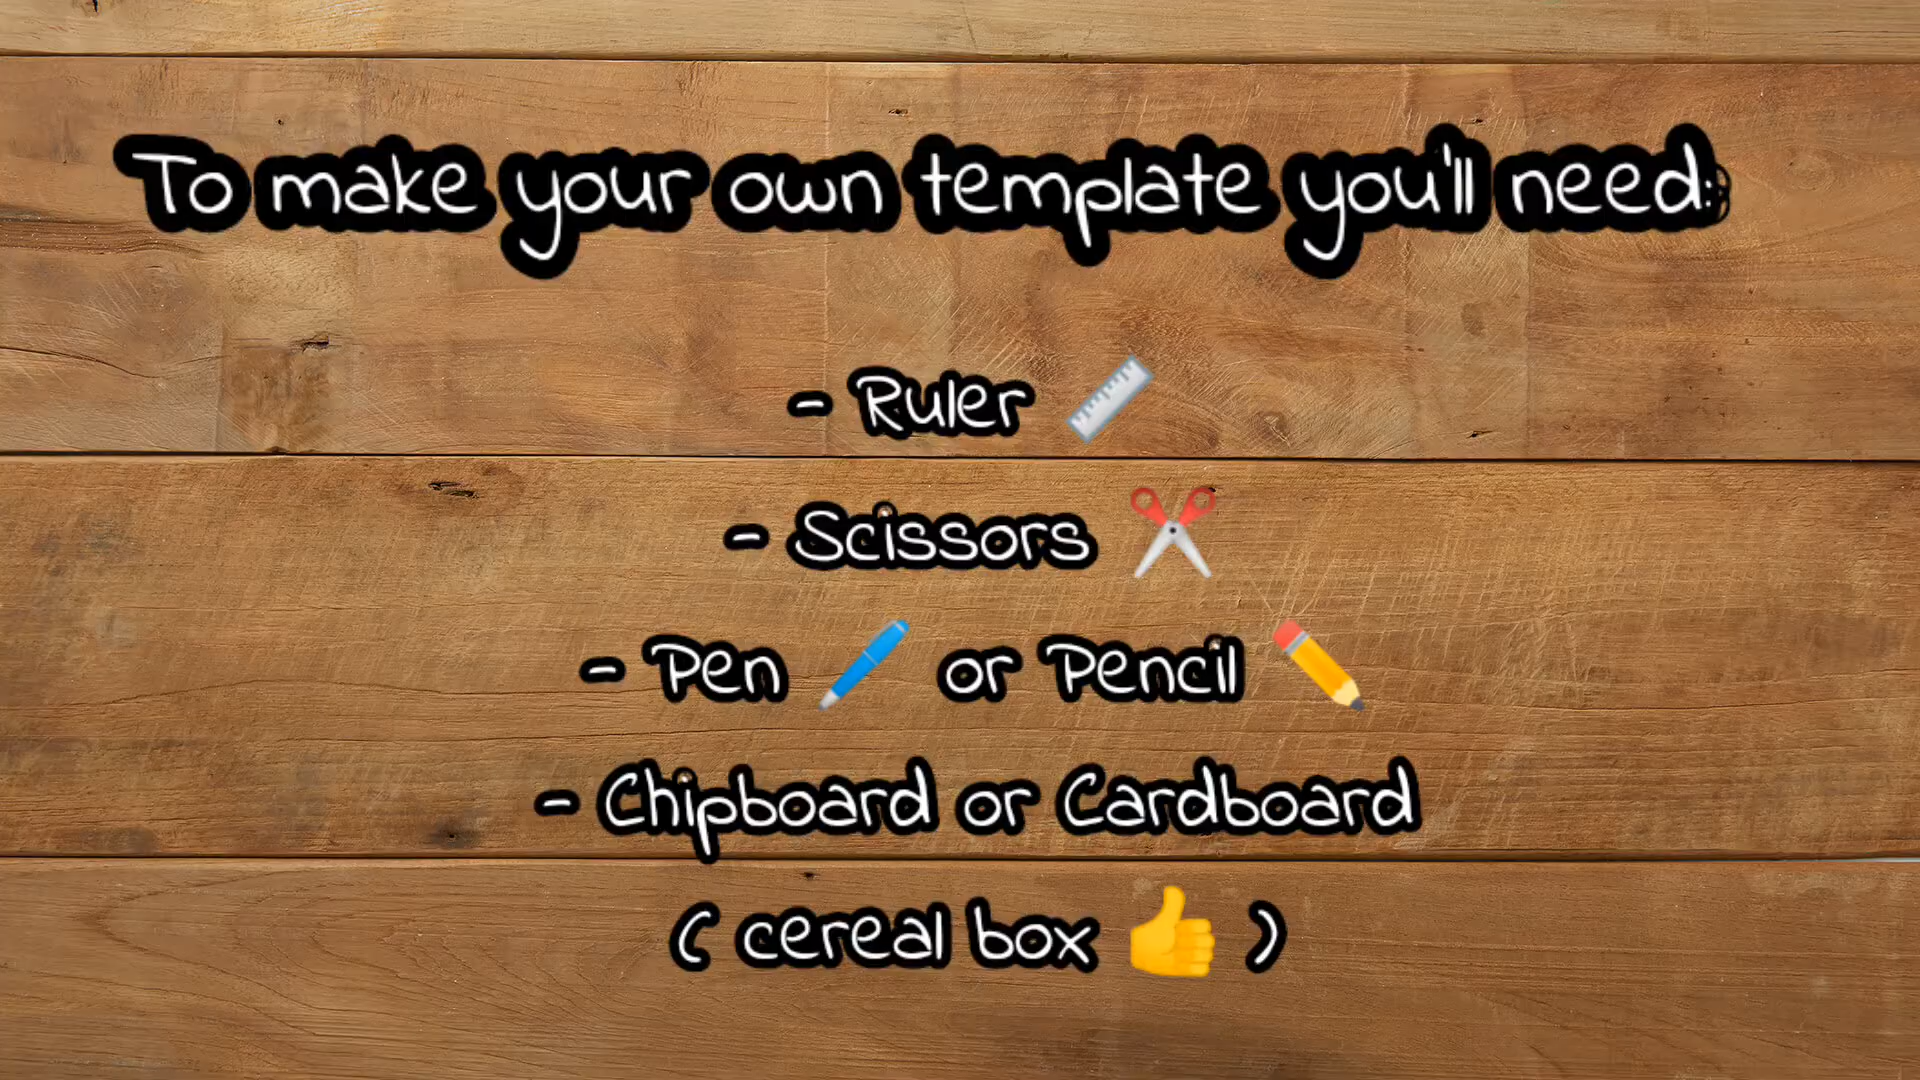 To make your own template you'll need:
- Ruler 📏
- Scissors ✂️
- Pen 🖊️ or Pencil ✏️
- Chipboard or Cardboard
( cereal box 👍 )